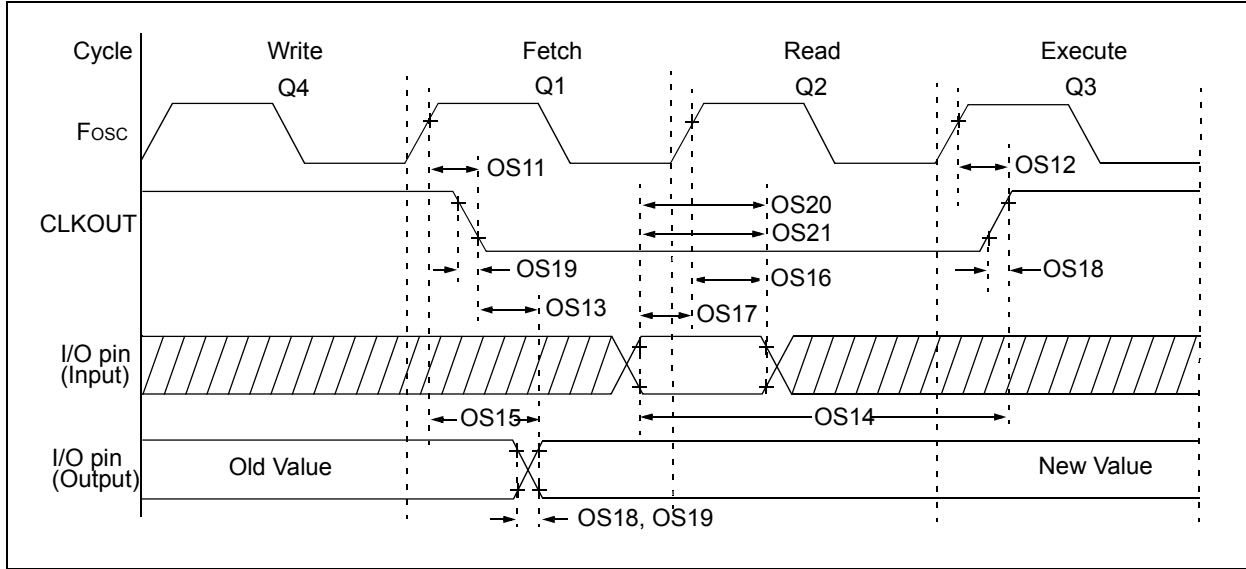 Cycle Write Fetch Read Execute
Q4 Q1 Q2 Q3
Fosc
OS11 OS12
OS20
CLKOUT
OS21
OS19 OS16 OS18
OS13 OS17
I/O pin
(Input)
OS15 OS14
I/O pin
(Output)
Old Value New Value
OS18, OS19